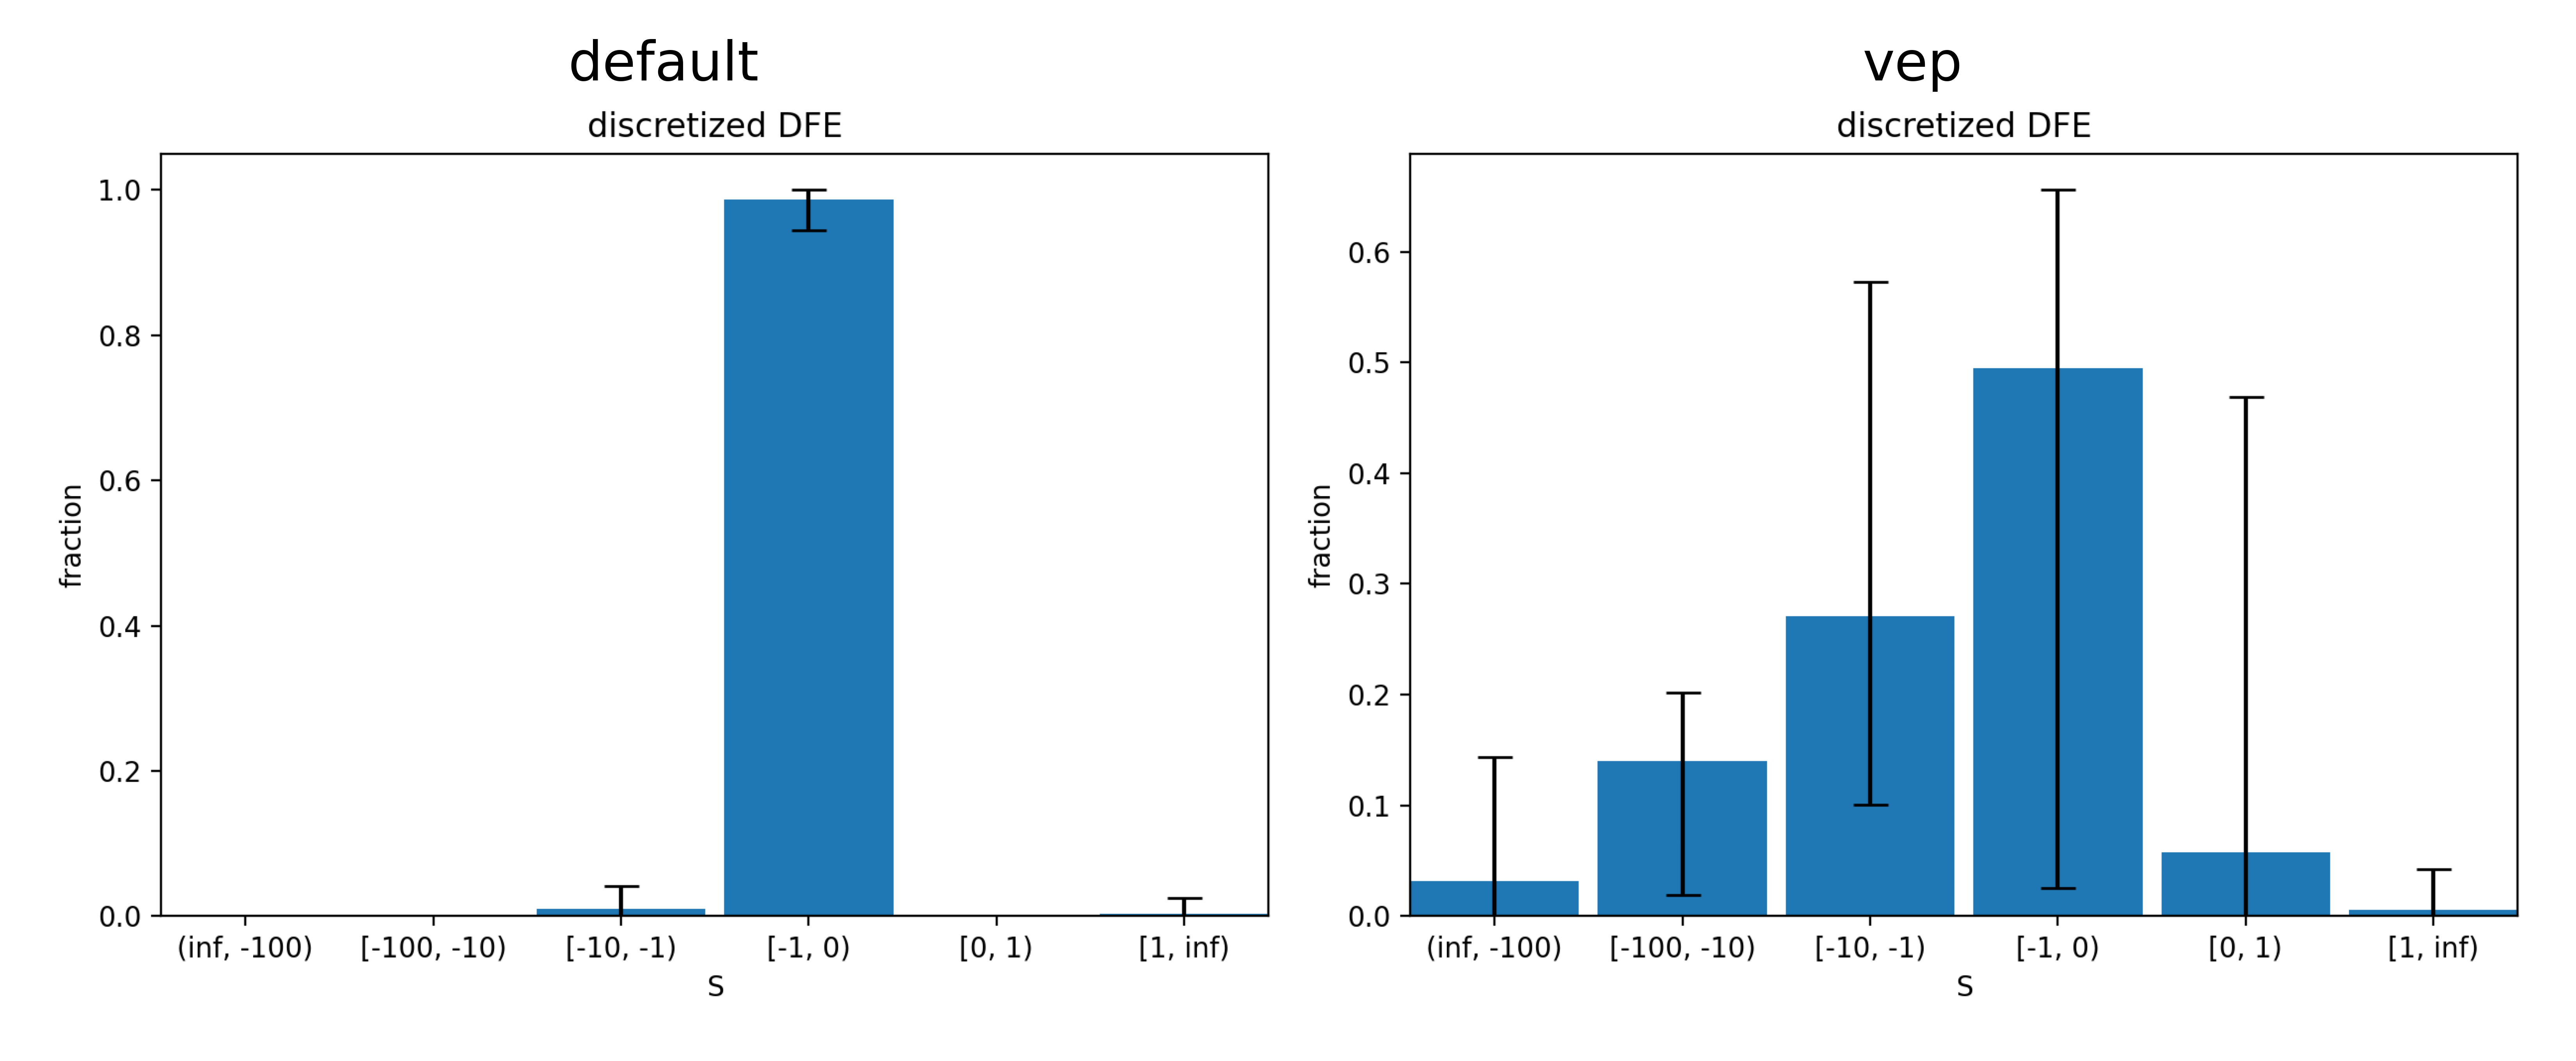 default
discretized DFE
fraction
1.0
0.8
0.6
0.4
0.2
0.0
(inf, -100) [-100, -10) [-10, -1) [-1, 0) [0, 1) [1, inf)
S
vep
discretized DFE
fraction
0.6
0.5
0.4
0.3
0.2
0.1
0.0
(inf, -100) [-100, -10) [-10, -1) [-1, 0) [0, 1) [1, inf)
S